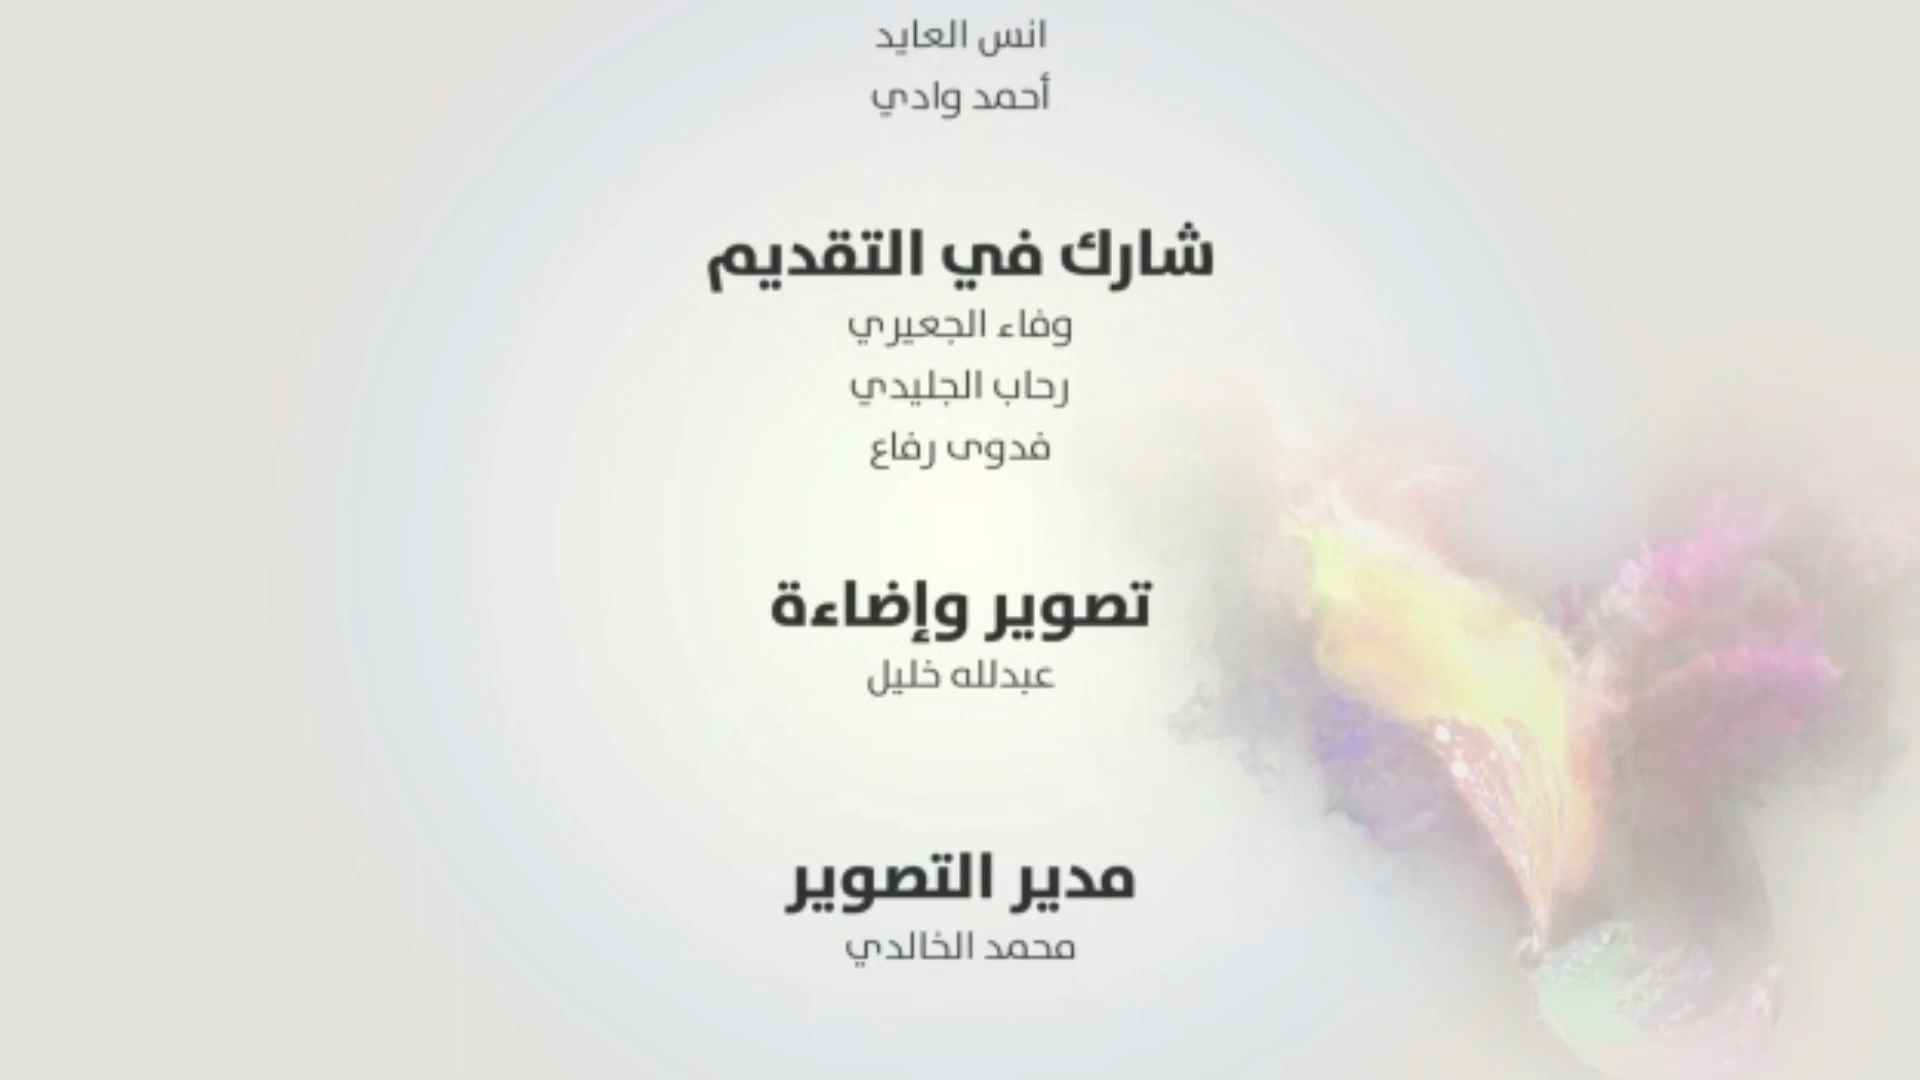 انس العايد
أحمد وادي
شارك في التقديم
وفاء الجعيري
رحاب الجليدي
فدوى رفاع
تصوير وإضاءة
عبدلله خليل
مدير التصوير
محمد الخالدي